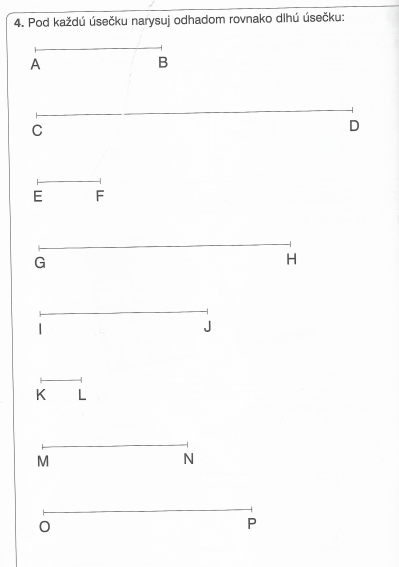 4. Pod každú úsečku narysuj odhadom rovnako dlhú úsečku:
A B
C D
E F
G H
I J
K L
M N
O P